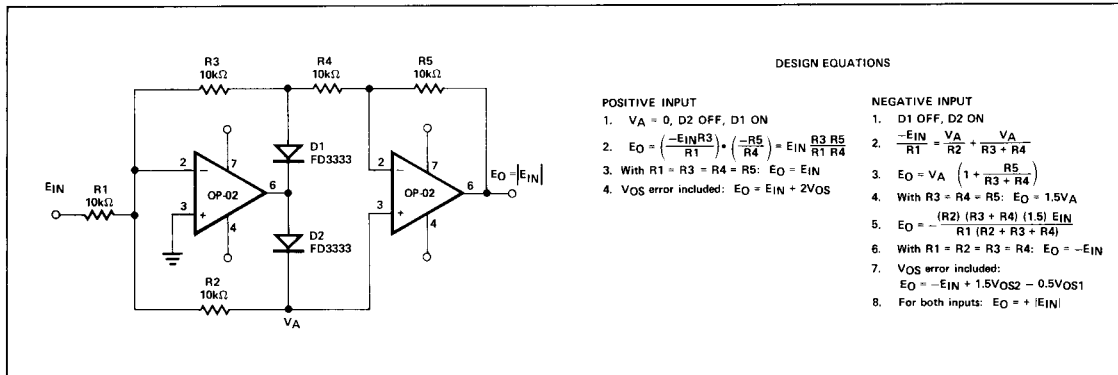 R3
10kΩ
R4
10kΩ
R5
10kΩ
D1
FD3333
2
−
7
OP-02
6
3
+
4
EIN
R1
10kΩ
D2
FD3333
2
−
7
OP-02
6
EO = |EIN|
3
+
4
R2
10kΩ
VA
DESIGN EQUATIONS
POSITIVE INPUT
1. VA = 0, D2 OFF, D1 ON
2. EO = (−EINR3 / R1) • (−R5 / R4) = EIN R3 R5 / R1 R4
3. With R1 = R3 = R4 = R5: EO = EIN
4. VOS error included: EO = EIN + 2VOS
NEGATIVE INPUT
1. D1 OFF, D2 ON
2. −EIN / R1 = VA / R2 + VA / R3 + R4
3. EO = VA (1 + R5 / R3 + R4)
4. With R3 = R4 = R5: EO = 1.5VA
5. EO = − (R2) (R3 + R4) (1.5) EIN / R1 (R2 + R3 + R4)
6. With R1 = R2 = R3 = R4: EO = −EIN
7. VOS error included:
EO = −EIN + 1.5VOS2 − 0.5VOS1
8. For both inputs: EO = + |EIN|